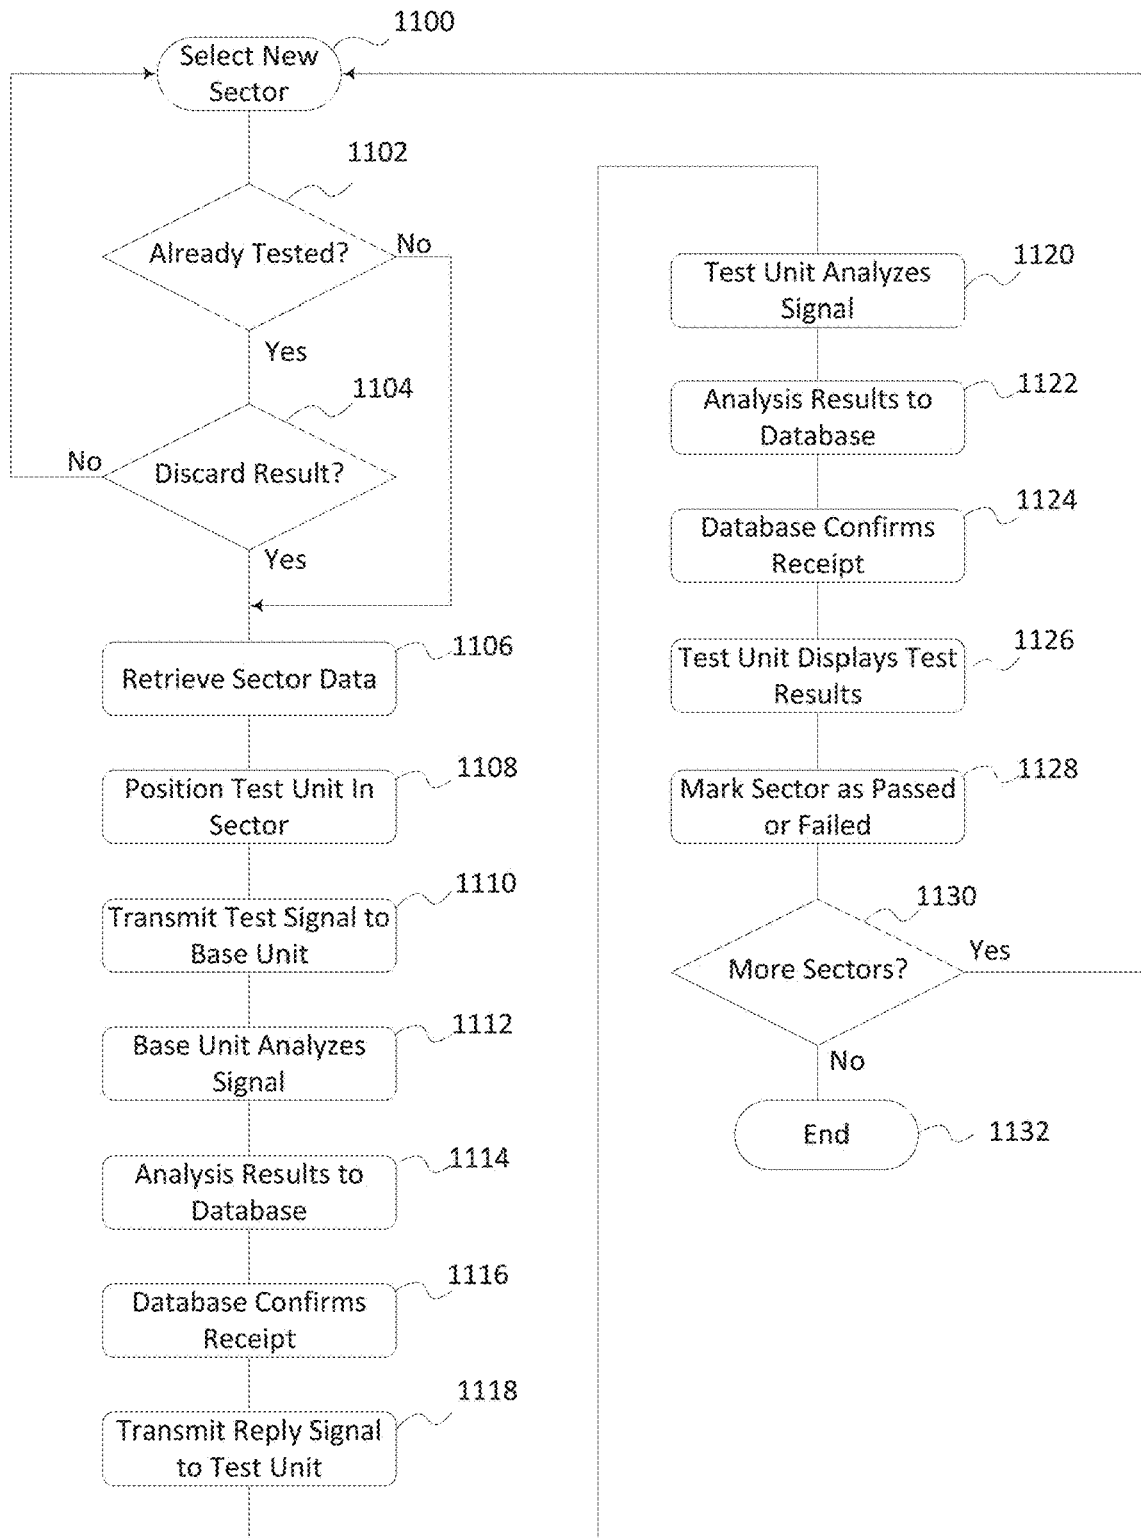 1100
Select New
Sector
1102
Already Tested?
No
Yes
1104
No
Discard Result?
Yes
1106
Retrieve Sector Data
1108
Position Test Unit In
Sector
1110
Transmit Test Signal to
Base Unit
1112
Base Unit Analyzes
Signal
1114
Analysis Results to
Database
1116
Database Confirms
Receipt
1118
Transmit Reply Signal
to Test Unit
1120
Test Unit Analyzes
Signal
1122
Analysis Results to
Database
1124
Database Confirms
Receipt
1126
Test Unit Displays Test
Results
1128
Mark Sector as Passed
or Failed
1130
More Sectors?
Yes
No
End
1132